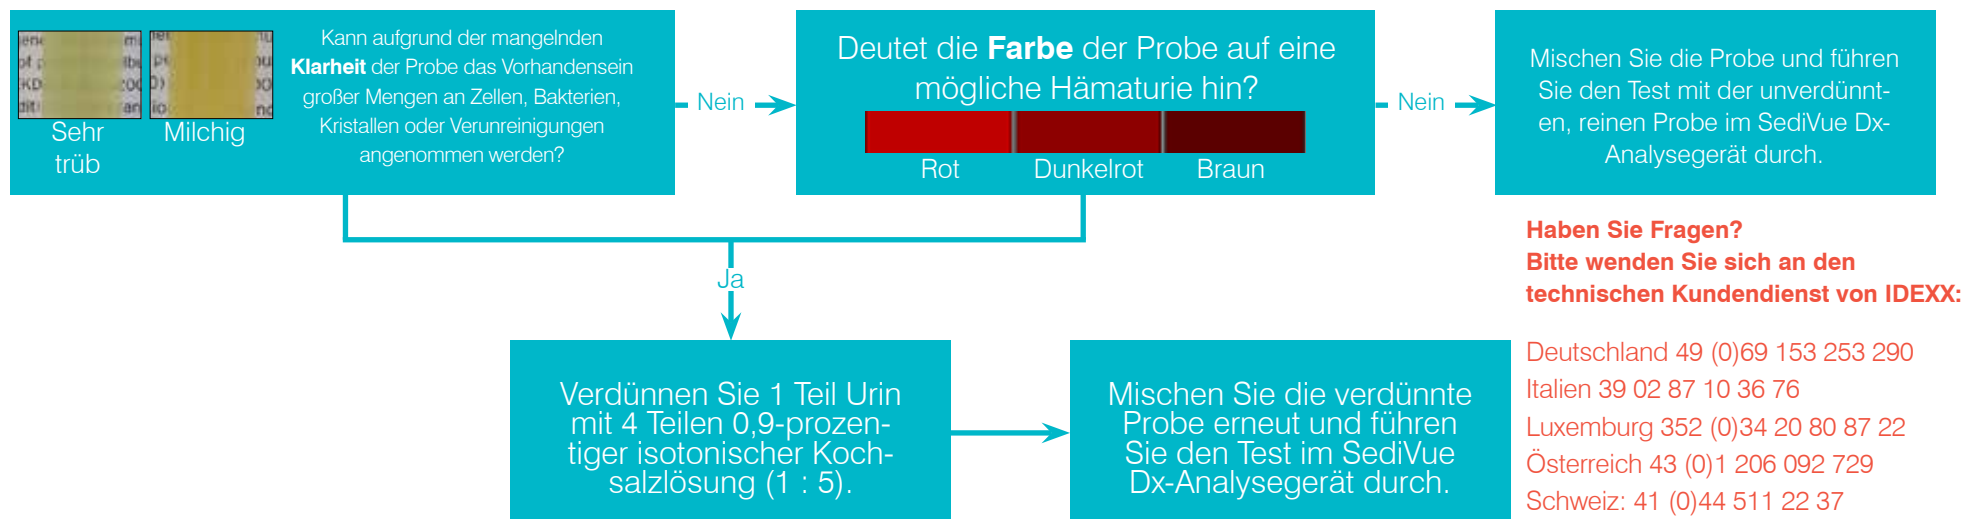 Kann aufgrund der mangelnden
Klarheit der Probe das Vorhandensein
großer Mengen an Zellen, Bakterien,
Kristallen oder Verunreinigungen
angenommen werden?
Sehr
trüb
Milchig
Nein
Deutet die Farbe der Probe auf eine
mögliche Hämaturie hin?
Rot
Dunkelrot
Braun
Nein
Mischen Sie die Probe und führen
Sie den Test mit der unverdünnt-
en, reinen Probe im SediVue Dx-
Analysegerät durch.
Ja
Verdünnen Sie 1 Teil Urin
mit 4 Teilen 0,9-prozen-
tiger isotonischer Koch-
salzlösung (1 : 5).
Mischen Sie die verdünnte
Probe erneut und führen
Sie den Test im SediVue
Dx-Analysegerät durch.
Haben Sie Fragen?
Bitte wenden Sie sich an den
technischen Kundendienst von IDEXX:
Deutschland 49 (0)69 153 253 290
Italien 39 02 87 10 36 76
Luxemburg 352 (0)34 20 80 87 22
Österreich 43 (0)1 206 092 729
Schweiz: 41 (0)44 511 22 37